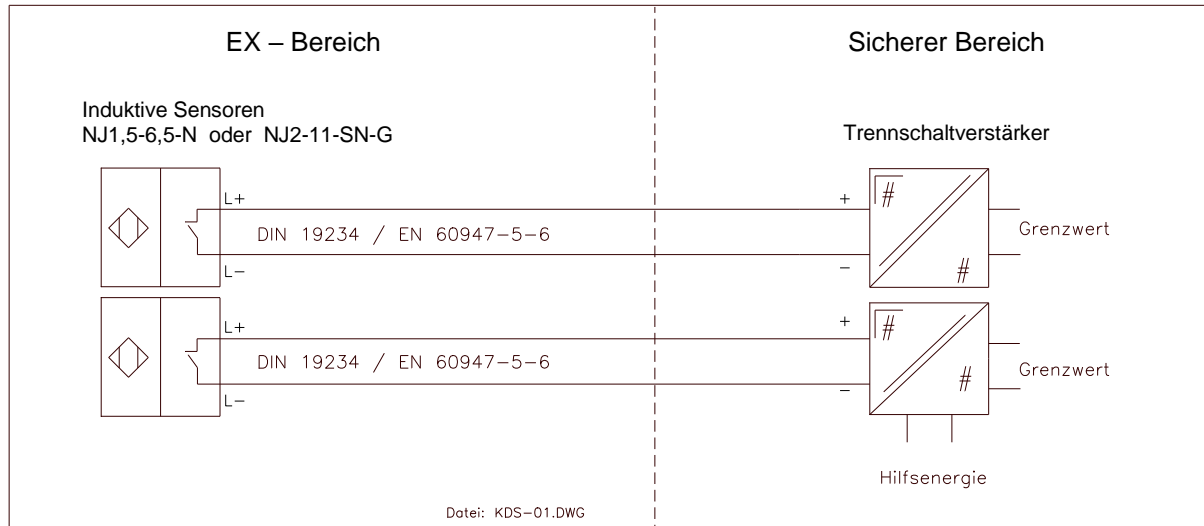 EX – Bereich
Sicherer Bereich
Induktive Sensoren
NJ1,5-6,5-N oder NJ2-11-SN-G
Trennschaltverstärker
L+
DIN 19234 / EN 60947-5-6
L-
+
-
#
#
Grenzwert
L+
DIN 19234 / EN 60947-5-6
L-
+
-
#
#
Grenzwert
Hilfsenergie
Datei: KDS-01.DWG